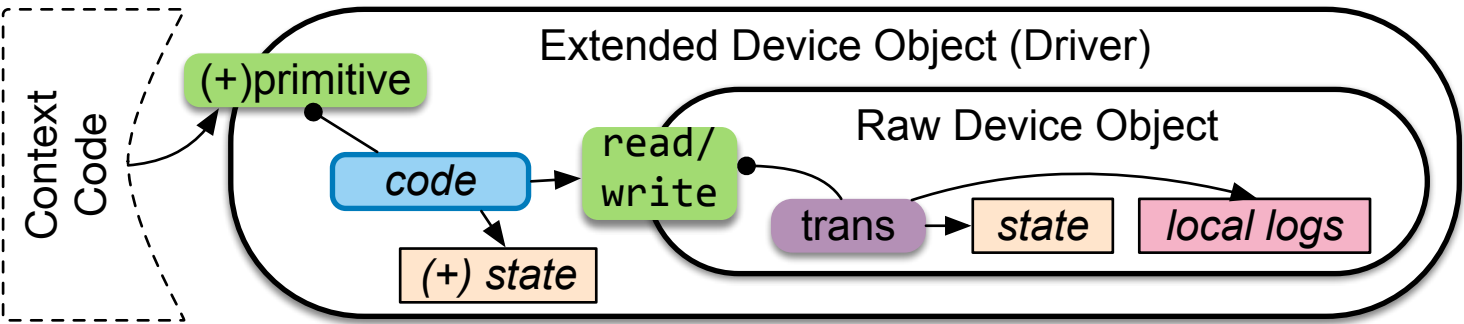 Context
Code
Extended Device Object (Driver)
(+)primitive
Raw Device Object
read/
write
code
trans
state
local logs
(+) state